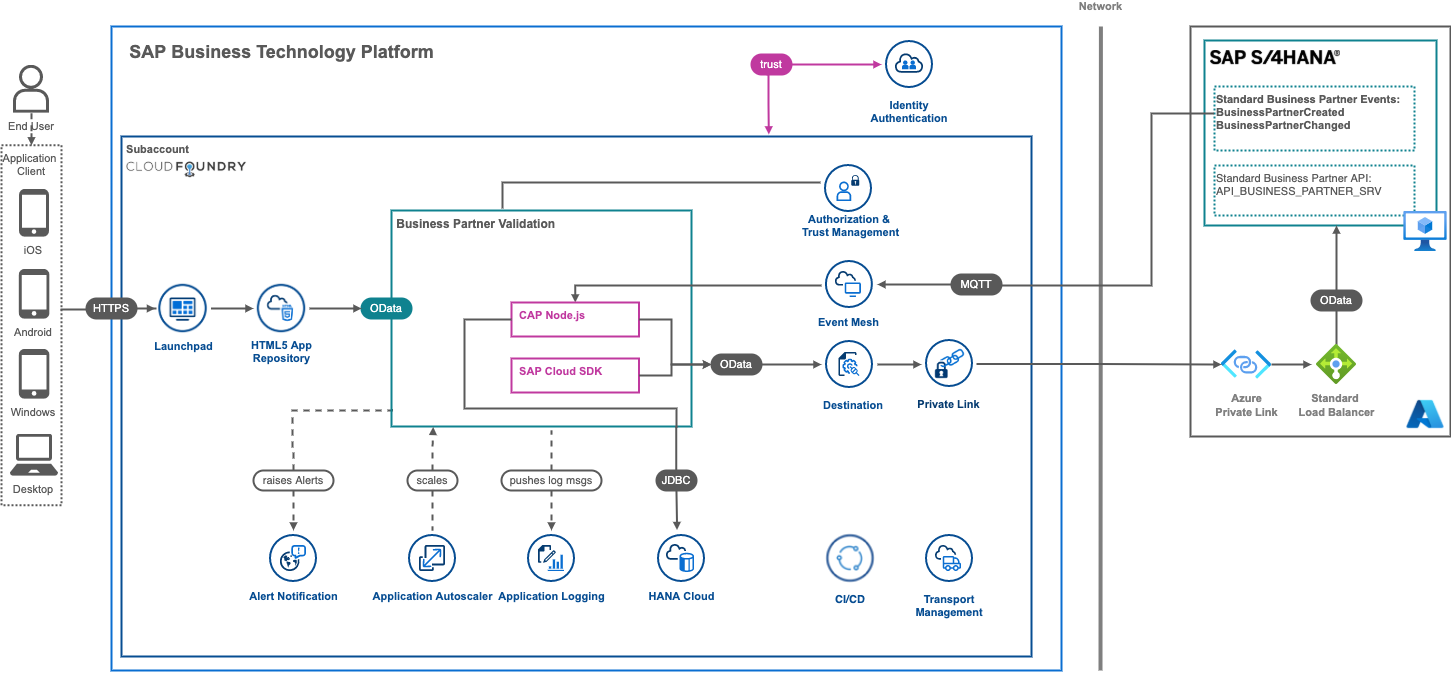 Network
SAP Business Technology Platform
trust
Identity
Authentication
SAP S/4HANA®
Standard Business Partner Events:
BusinessPartnerCreated
BusinessPartnerChanged
Standard Business Partner API:
API_BUSINESS_PARTNER_SRV
End User
Application
Client
iOS
Android
Windows
Desktop
Subaccount
CLOUD FOUNDRY
Authorization &
Trust Management
Business Partner Validation
HTTPS
Launchpad
HTML5 App
Repository
OData
CAP Node.js
SAP Cloud SDK
Event Mesh
MQTT
OData
Destination
Private Link
OData
Azure
Private Link
Standard
Load Balancer
raises Alerts
scales
pushes log msgs
JDBC
Alert Notification
Application Autoscaler
Application Logging
HANA Cloud
CI/CD
Transport
Management